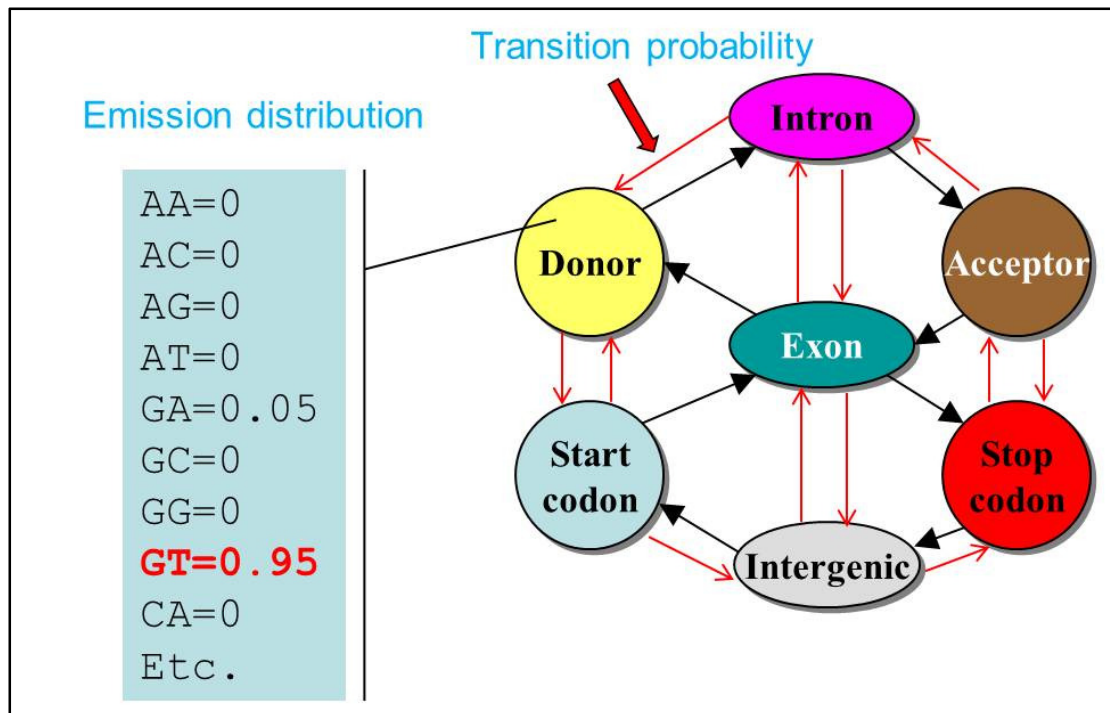 Transition probability
Emission distribution
AA=0
AC=0
AG=0
AT=0
GA=0.05
GC=0
GG=0
GT=0.95
CA=0
Etc.
Intron
Donor
Acceptor
Exon
Start
codon
Stop
codon
Intergenic